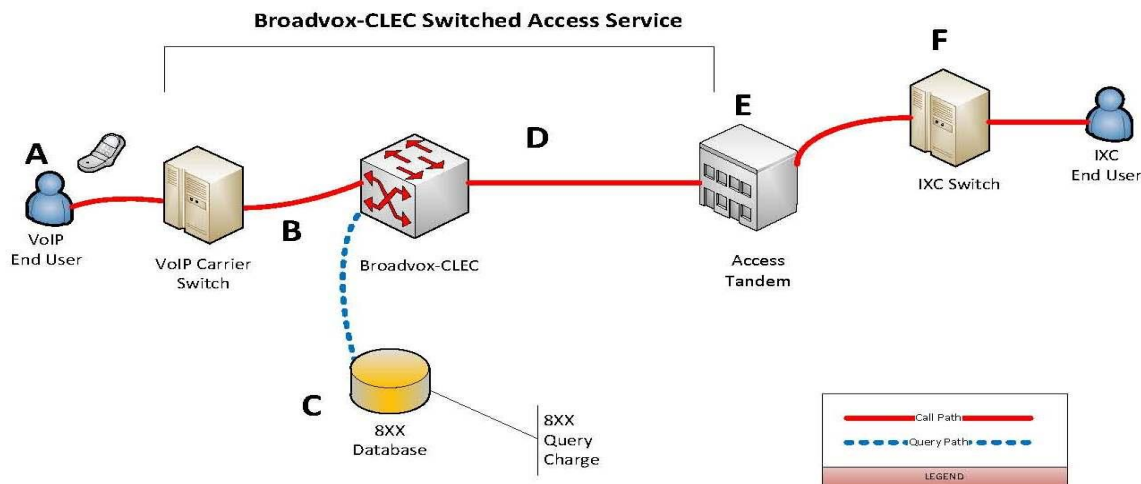 Broadvox-CLEC Switched Access Service
A
VoIP
End User
VoIP Carrier
Switch
B
Broadvox-CLEC
C
8XX
Database
8XX
Query
Charge
D
E
Access
Tandem
F
IXC Switch
IXC
End User
Call Path
Query Path
LEGEND